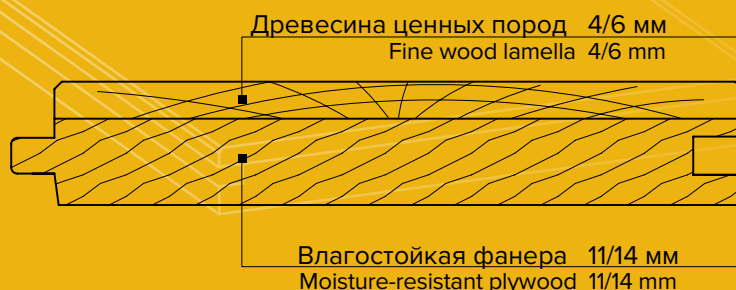 Древесина ценных пород 4/6 мм
Fine wood lamella 4/6 mm
Влагостойкая фанера 11/14 мм
Moisture-resistant plywood 11/14 mm